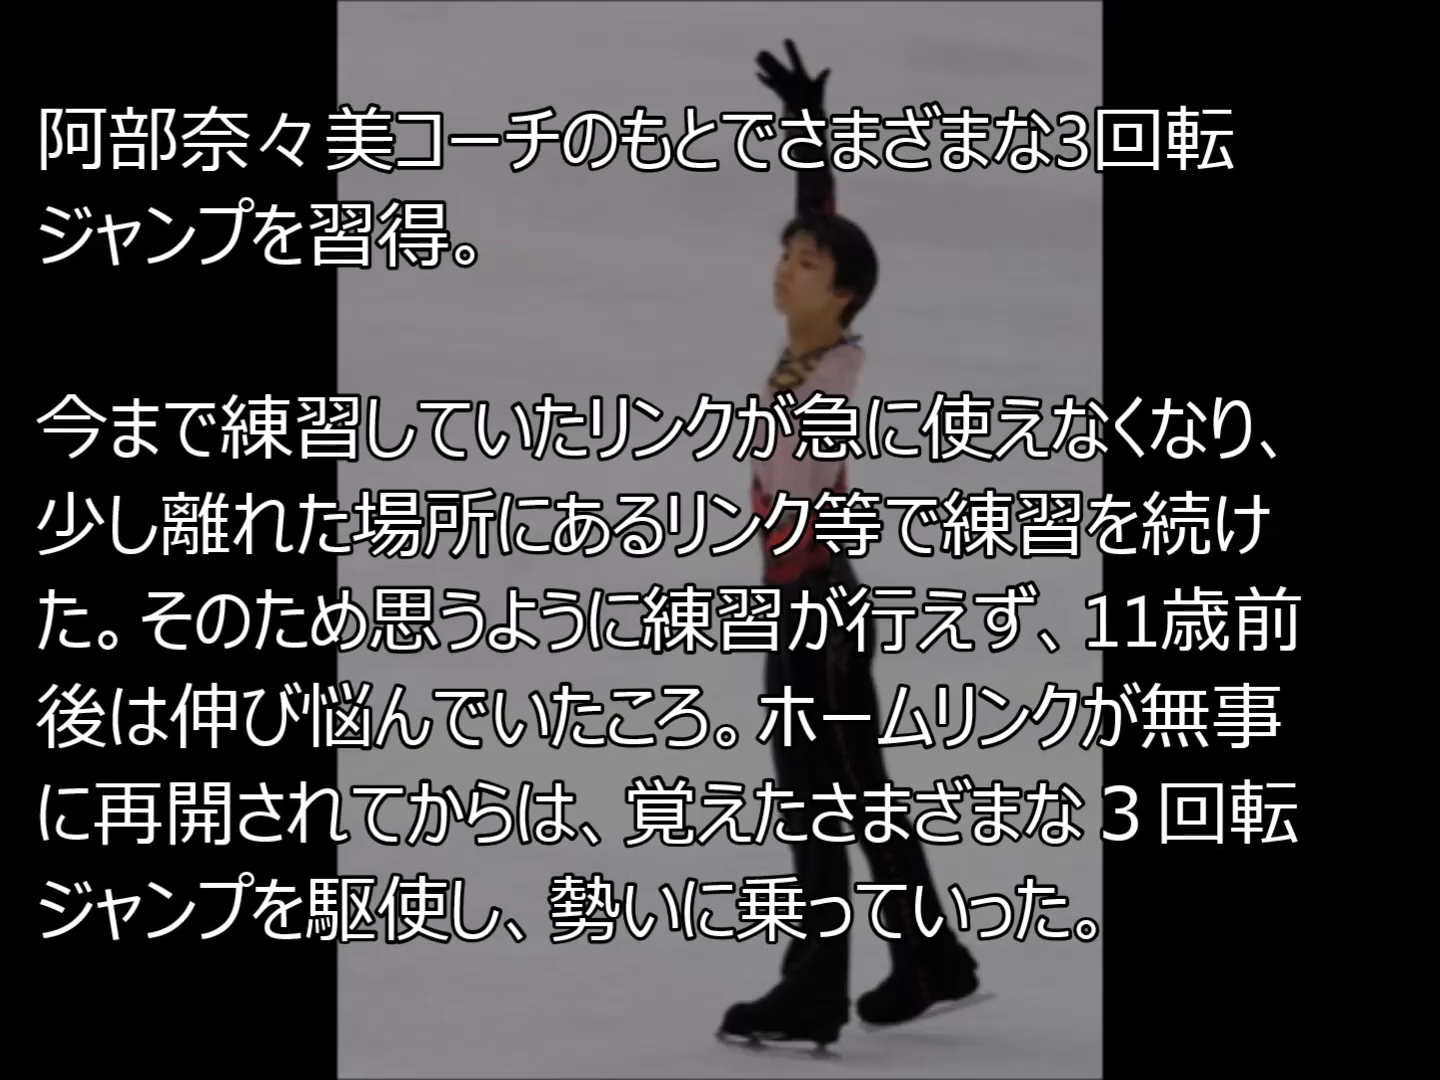 阿部奈々美コーチのもとでさまざまな3回転
ジャンプを習得。
今まで練習していたリンクが急に使えなくなり、
少し離れた場所にあるリンク等で練習を続け
た。そのため思うように練習が行えず、11歳前
後は伸び悩んでいたころ。ホームリンクが無事
に再開されてからは、覚えたさまざまな３回転
ジャンプを駆使し、勢いに乗っていった。